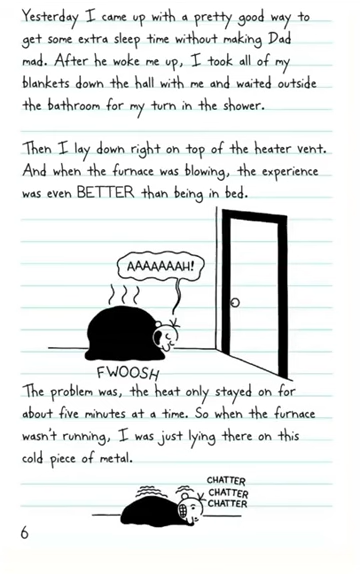 Yesterday I came up with a pretty good way to
get some extra sleep time without making Dad
mad. After he woke me up, I took all of my
blankets down the hall with me and waited outside
the bathroom for my turn in the shower.
Then I lay down right on top of the heater vent.
And when the furnace was blowing, the experience
was even BETTER than being in bed.
AAAAAAAH!
FWOOSH
The problem was, the heat only stayed on for
about five minutes at a time. So when the furnace
wasn't running, I was just lying there on this
cold piece of metal.
CHATTER
CHATTER
CHATTER
6